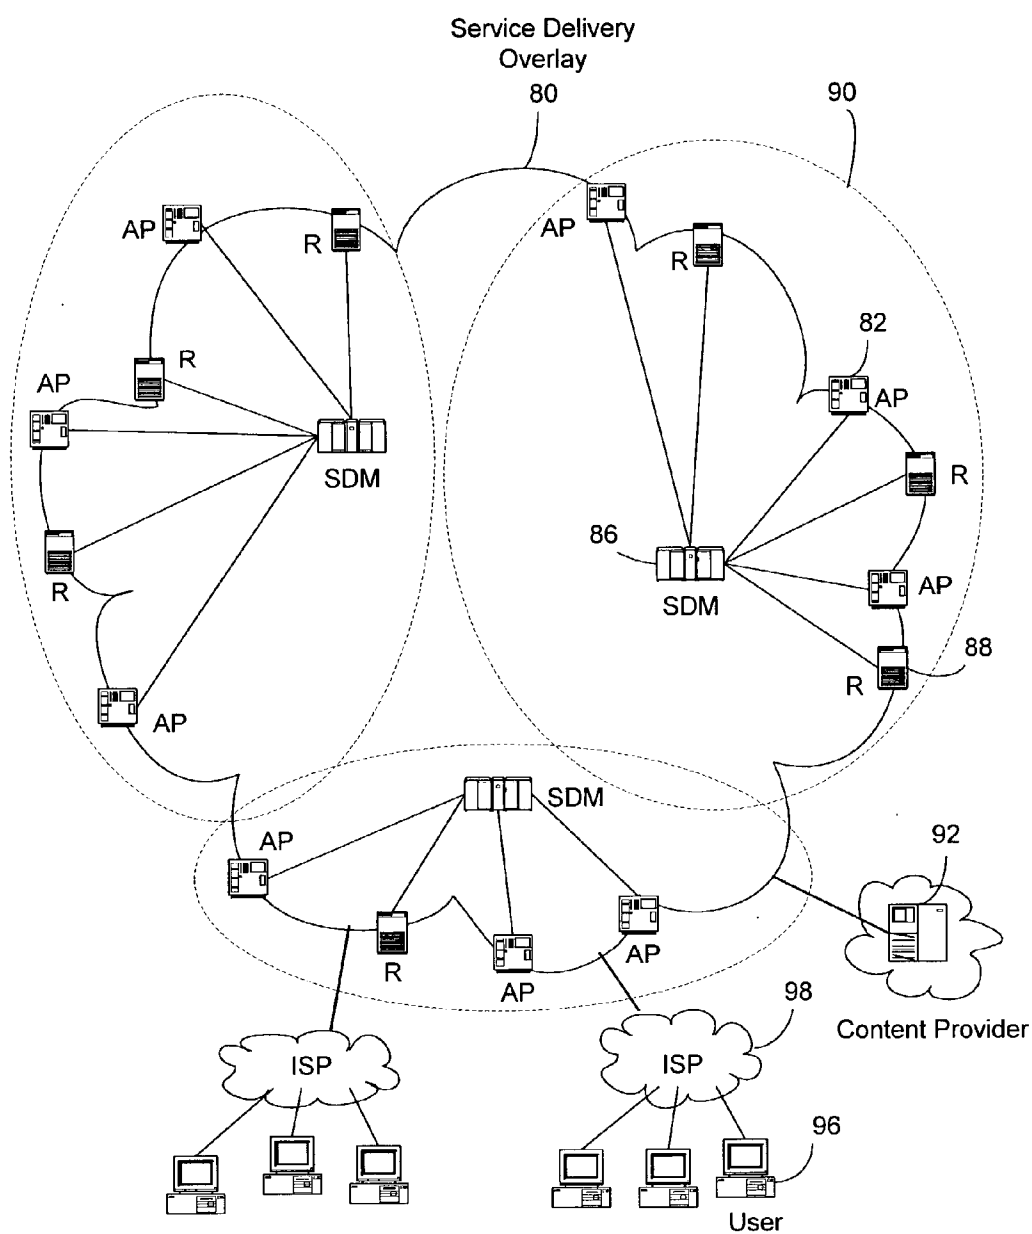 Service Delivery
Overlay
80
90
AP
R
AP
R
82
R
AP
AP
SDM
R
86
R
SDM
AP
88
R
AP
SDM
AP
92
R
AP
AP
98
Content Provider
ISP
ISP
96
User